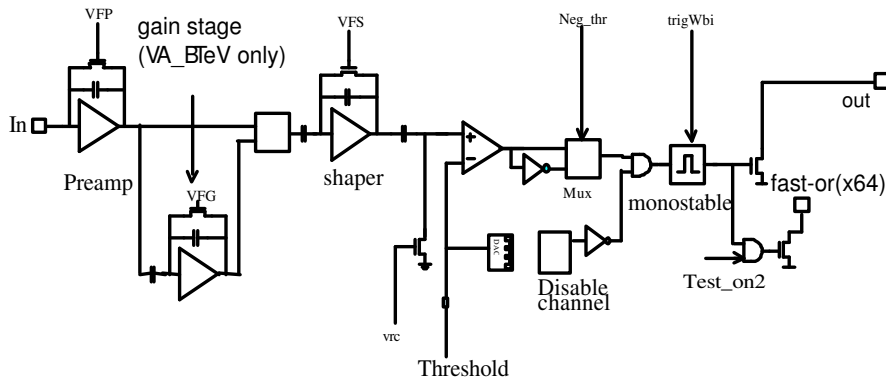 VFP
gain stage
(VA_BTeV only)
VFS
Neg_thr
trigWbi
out
In
Preamp
shaper
+
−
Mux
monostable
fast-or(x64)
VFG
DAC
Disable
channel
Test_on2
vrc
Threshold